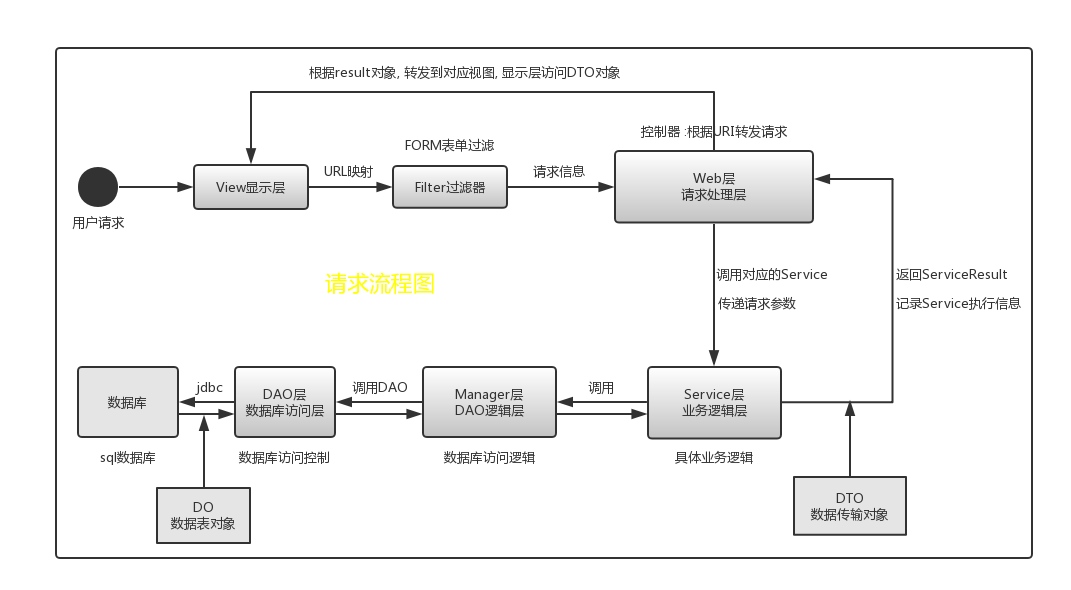 根据result对象, 转发到对应视图, 显示层访问DTO对象
控制器 :根据URI转发请求
FORM表单过滤
URL映射
请求信息
View显示层
Filter过滤器
Web层
请求处理层
用户请求
请求流程图
调用对应的Service
传递请求参数
返回ServiceResult
记录Service执行信息
数据库
jdbc
DAO层
数据库访问层
调用DAO
Manager层
DAO逻辑层
调用
Service层
业务逻辑层
sql数据库
数据库访问控制
数据库访问逻辑
具体业务逻辑
DO
数据表对象
DTO
数据传输对象